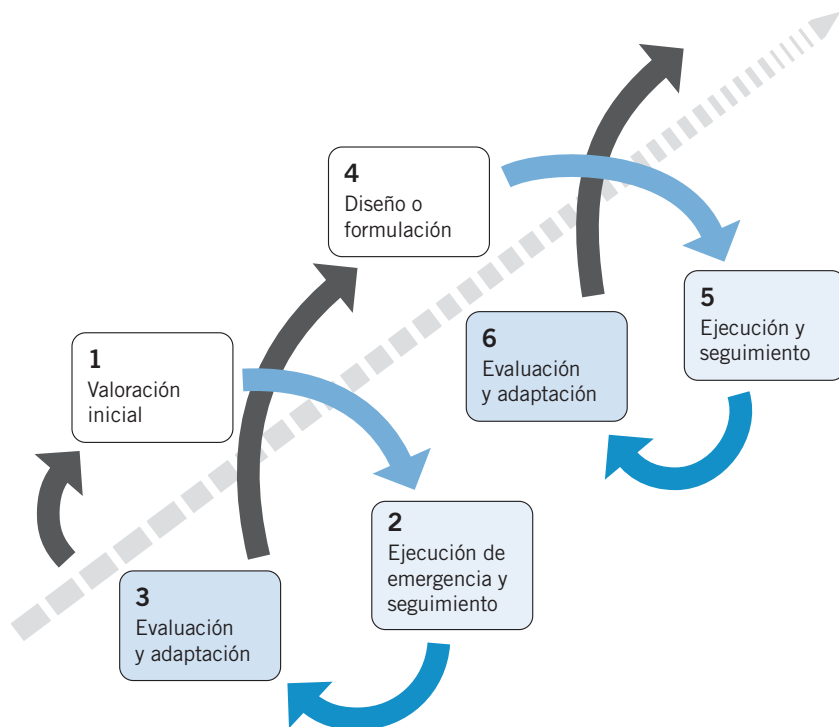 1
Valoración
inicial
2
Ejecución de
emergencia y
seguimiento
3
Evaluación
y adaptación
4
Diseño o
formulación
5
Ejecución y
seguimiento
6
Evaluación
y adaptación